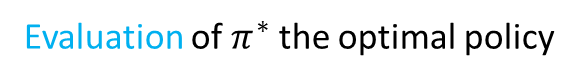 Evaluation of π* the optimal policy